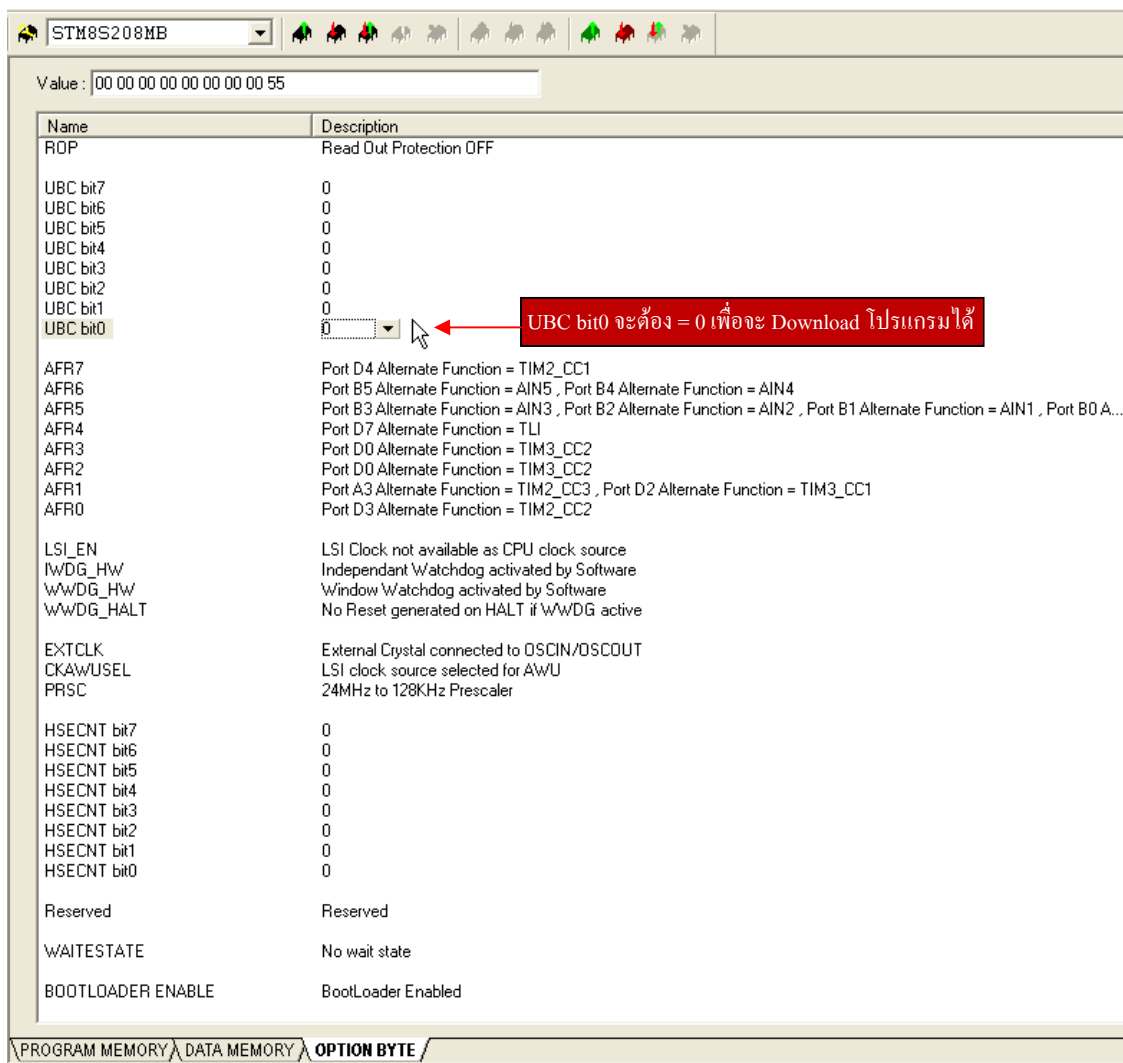 STM8S208MB
Value : 00 00 00 00 00 00 00 00 55
Name Description
ROP Read Out Protection OFF
UBC bit7 0
UBC bit6 0
UBC bit5 0
UBC bit4 0
UBC bit3 0
UBC bit2 0
UBC bit1 0
UBC bit0 0 UBC bit0 จะต้อง = 0 เพื่อจะ Download โปรแกรมได้
AFR7 Port D4 Alternate Function = TIM2_CC1
AFR6 Port B5 Alternate Function = AIN5 , Port B4 Alternate Function = AIN4
AFR5 Port B3 Alternate Function = AIN3 , Port B2 Alternate Function = AIN2 , Port B1 Alternate Function = AIN1 , Port B0 A...
AFR4 Port D7 Alternate Function = TLI
AFR3 Port D0 Alternate Function = TIM3_CC2
AFR2 Port D0 Alternate Function = TIM3_CC2
AFR1 Port A3 Alternate Function = TIM2_CC3 , Port D2 Alternate Function = TIM3_CC1
AFR0 Port D3 Alternate Function = TIM2_CC2
LSI_EN LSI Clock not available as CPU clock source
IWDG_HW Independant Watchdog activated by Software
WWDG_HW Window Watchdog activated by Software
WWDG_HALT No Reset generated on HALT if WWDG active
EXTCLK External Crystal connected to OSCIN/OSCOUT
CKAWUSEL LSI clock source selected for AWU
PRSC 24MHz to 128KHz Prescaler
HSECNT bit7 0
HSECNT bit6 0
HSECNT bit5 0
HSECNT bit4 0
HSECNT bit3 0
HSECNT bit2 0
HSECNT bit1 0
HSECNT bit0 0
Reserved Reserved
WAITESTATE No wait state
BOOTLOADER ENABLE BootLoader Enabled
PROGRAM MEMORY DATA MEMORY OPTION BYTE